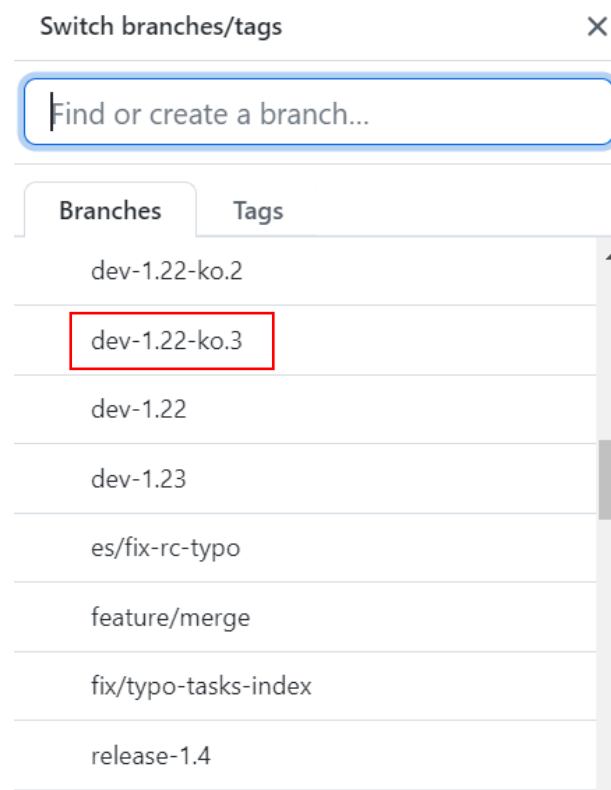 Switch branches/tags
Find or create a branch...
Branches Tags
dev-1.22-ko.2
dev-1.22-ko.3
dev-1.22
dev-1.23
es/fix-rc-typo
feature/merge
fix/typo-tasks-index
release-1.4